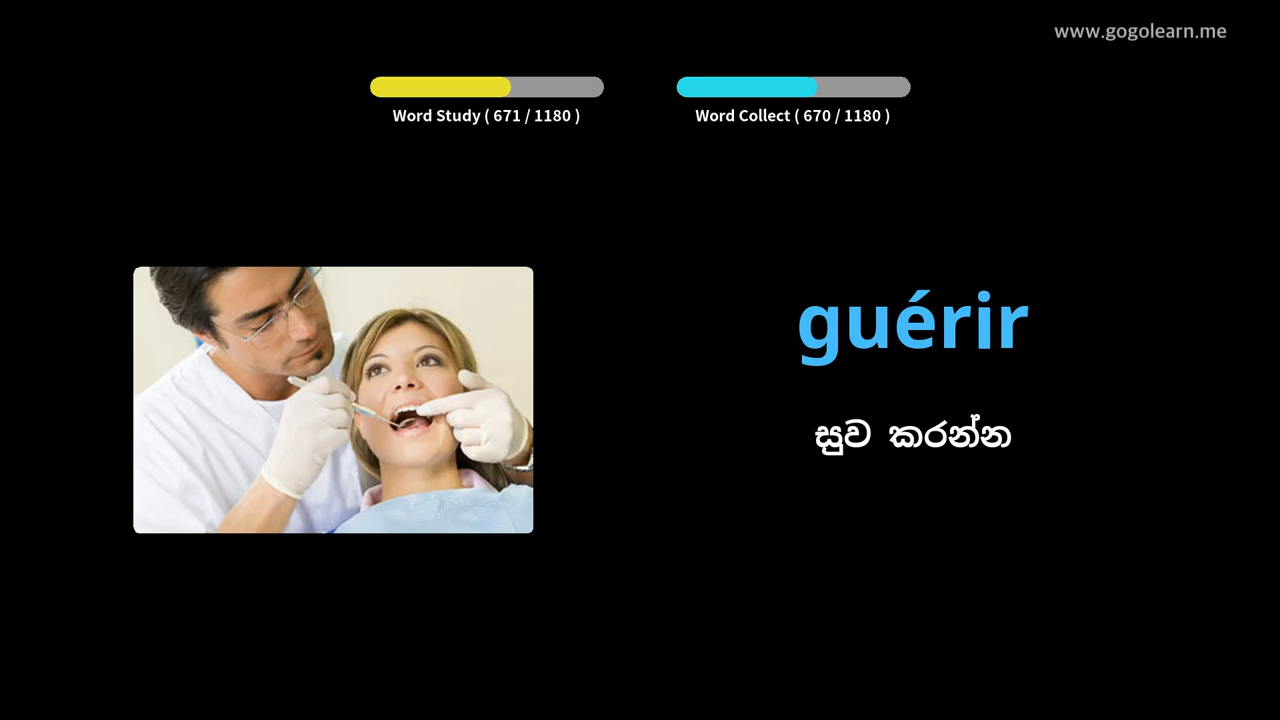 www.gogolearn.me
Word Study ( 671 / 1180 )
Word Collect ( 670 / 1180 )
guérir
සුව කරන්න